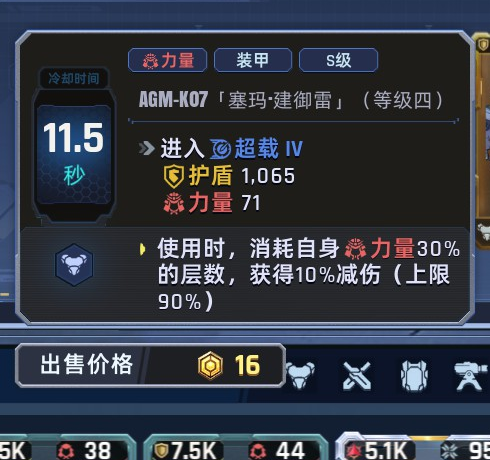 力量 装甲 S级
冷却时间
AGM-K07「塞玛·建御雷」（等级四）
11.5
秒
进入 超载 IV
护盾 1,065
力量 71
使用时，消耗自身 力量30%
的层数，获得10%减伤（上限
90%）
出售价格 16
5K 38 7.5K 44 5.1K